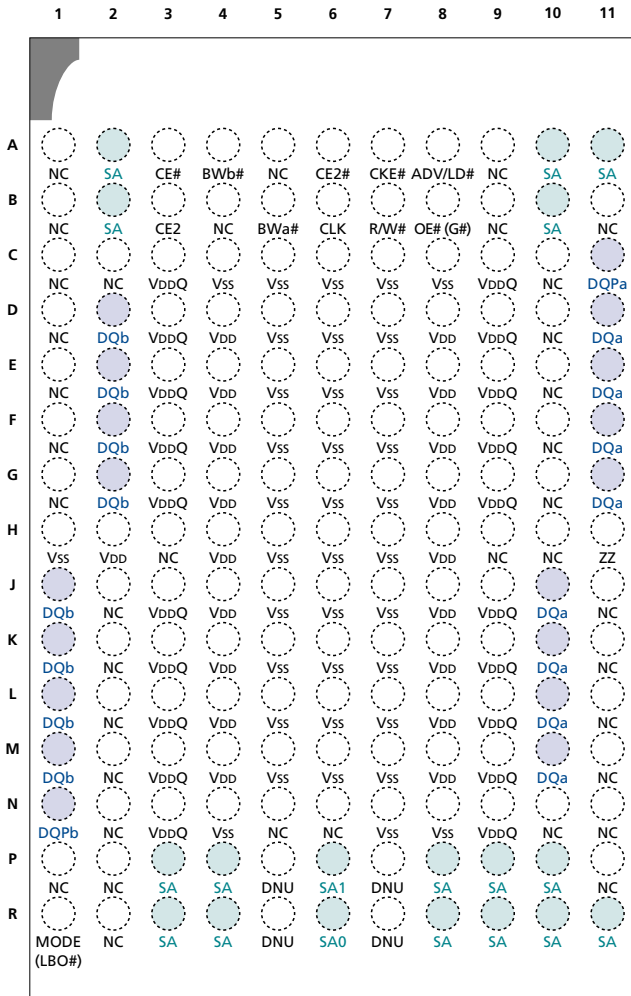 1 2 3 4 5 6 7 8 9 10 11
A
NC SA CE# BWb# NC CE2# CKE# ADV/LD# NC SA SA
B
NC SA CE2 NC BWa# CLK R/W# OE# (G#) NC SA NC
C
NC NC VDDQ VSS VSS VSS VSS VSS VDDQ NC DQPa
D
NC DQb VDDQ VDD VSS VSS VSS VDD VDDQ NC DQa
E
NC DQb VDDQ VDD VSS VSS VSS VDD VDDQ NC DQa
F
NC DQb VDDQ VDD VSS VSS VSS VDD VDDQ NC DQa
G
NC DQb VDDQ VDD VSS VSS VSS VDD VDDQ NC DQa
H
VSS VDD NC VDD VSS VSS VSS VDD NC NC ZZ
J
DQb NC VDDQ VDD VSS VSS VSS VDD VDDQ DQa NC
K
DQb NC VDDQ VDD VSS VSS VSS VDD VDDQ DQa NC
L
DQb NC VDDQ VDD VSS VSS VSS VDD VDDQ DQa NC
M
DQb NC VDDQ VDD VSS VSS VSS VDD VDDQ DQa NC
N
DQPb NC VDDQ VSS NC NC VSS VSS VDDQ NC NC
P
NC NC SA SA DNU SA1 DNU SA SA SA NC
R
MODE NC SA SA DNU SA0 DNU SA SA SA SA
(LBO#)